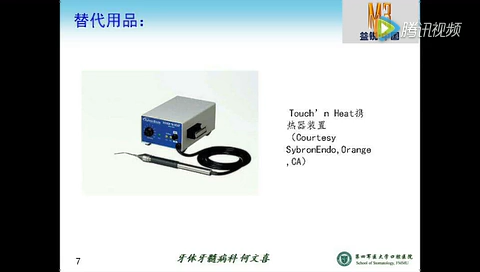 替代用品：
腾讯视频
Touch’n Heat携
热器装置
（Courtesy
SybronEndo,Orange
,CA）
7
牙体牙髓病科 何文喜
第四军医大学口腔医院
School of Stomatology, FMMU